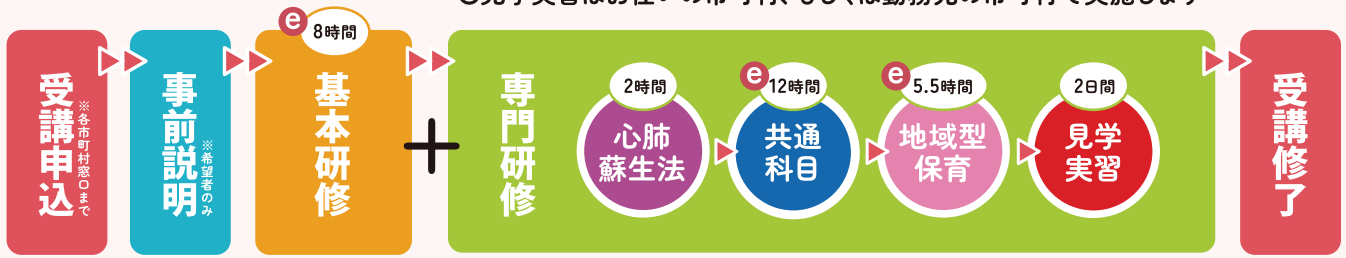 受講申込
※各市町村窓口まで
事前説明
※希望者のみ
e
8時間
基本研修
+
専門研修
2時間
心肺
蘇生法
e
12時間
共通
科目
e
5.5時間
地域型
保育
2日間
見学
実習
受講修了